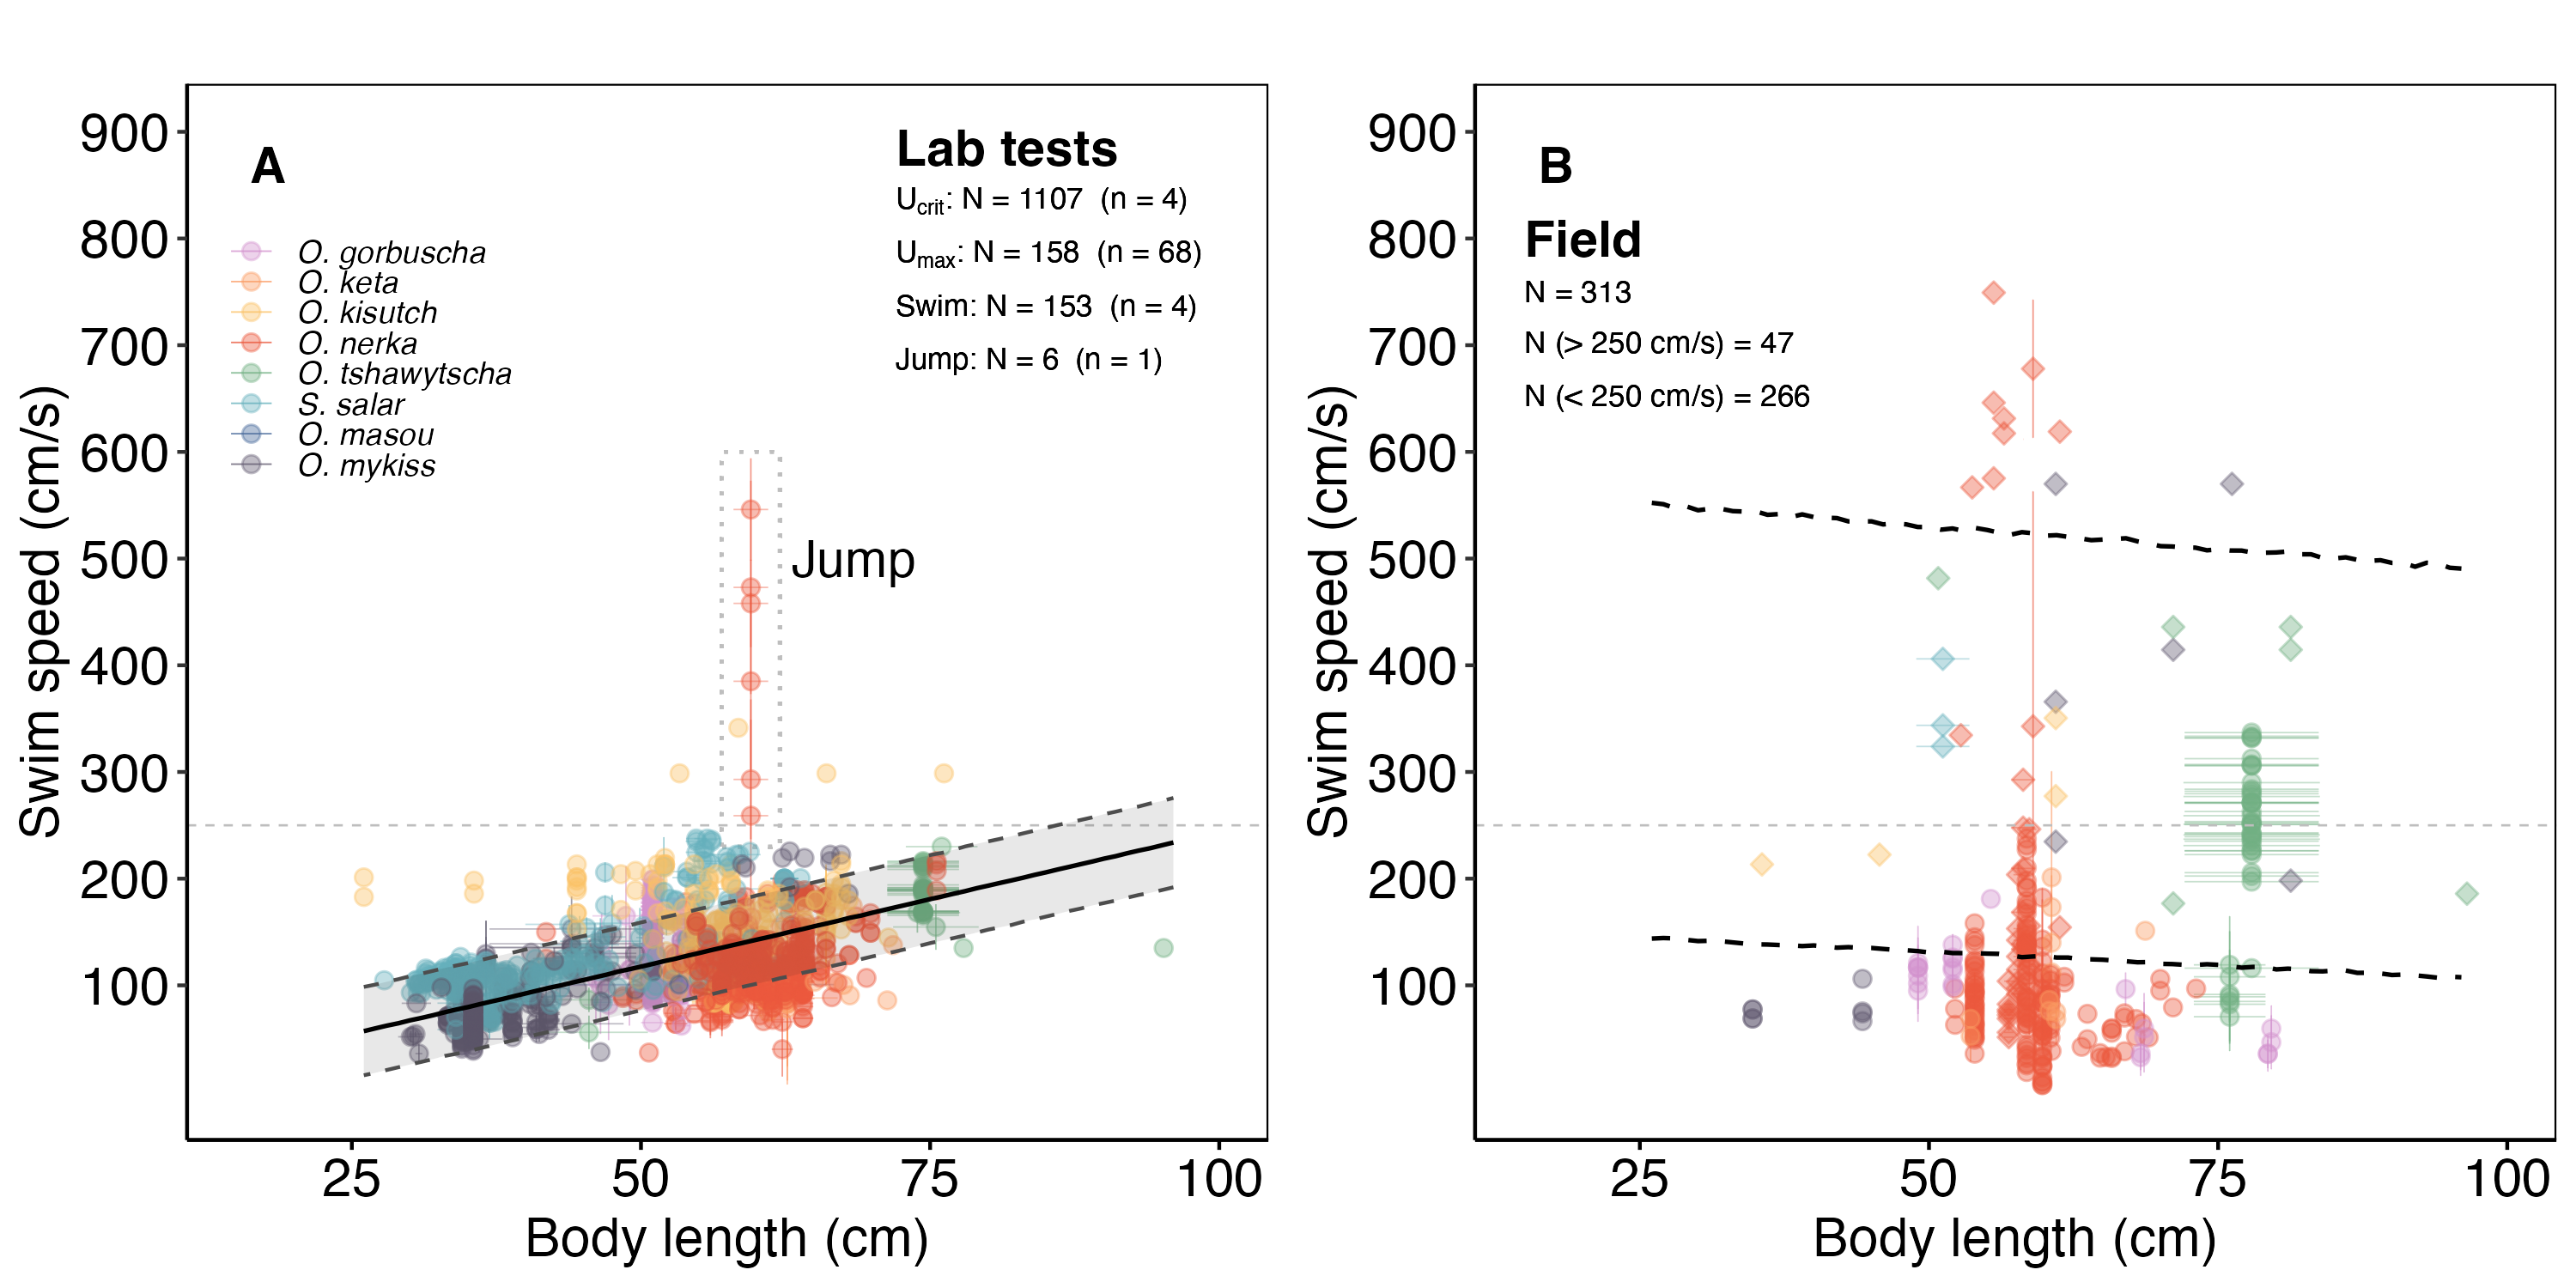 A
Lab tests
Ucrit: N = 1107 (n = 4)
Umax: N = 158 (n = 68)
Swim: N = 153 (n = 4)
Jump: N = 6 (n = 1)
O. gorbuscha
O. keta
O. kisutch
O. nerka
O. tshawytscha
S. salar
O. masou
O. mykiss
Jump
900
800
700
600
500
400
300
200
100
Swim speed (cm/s)
25 50 75 100
Body length (cm)
B
Field
N = 313
N (> 250 cm/s) = 47
N (< 250 cm/s) = 266
900
800
700
600
500
400
300
200
100
Swim speed (cm/s)
25 50 75 100
Body length (cm)